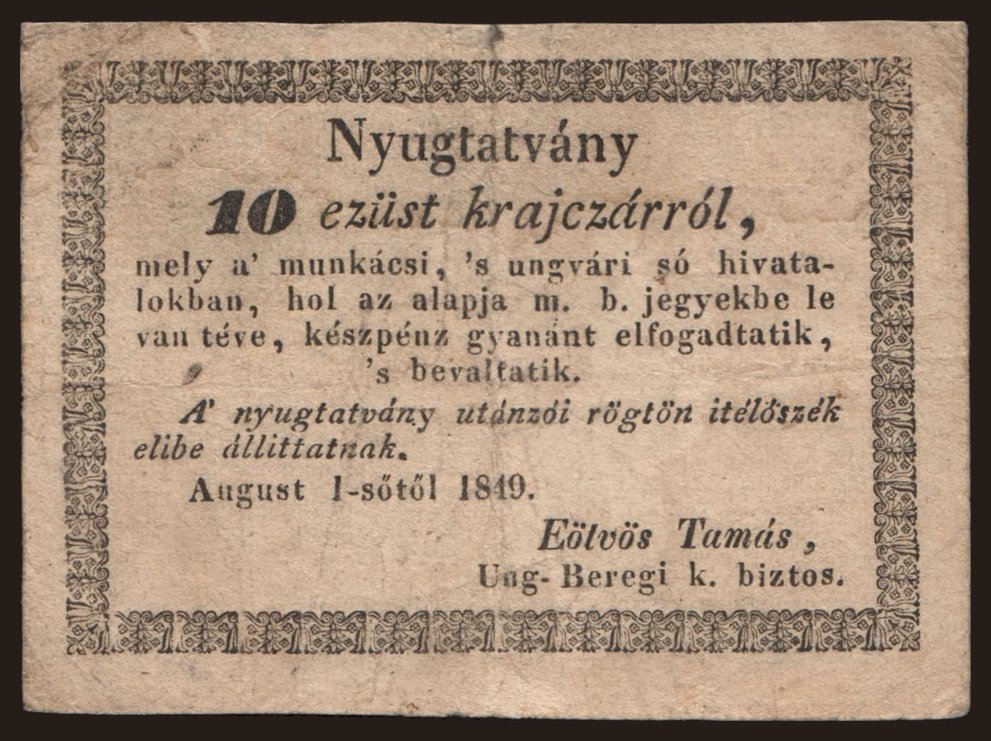 Nyugtatvány
10 ezüst krajczárról,
mely a' munkácsi, 's ungvári só hivata-
lokban, hol az alapja m. b. jegyekbe le
van téve, készpénz gyanánt elfogadtatik,
's bevaltatik.
A' nyugtatvány utánzói rögtön itélőszék
elibe állittatnak.
August 1-sőtől 1849.
Eötvös Tamás,
Ung-Beregi k. biztos.